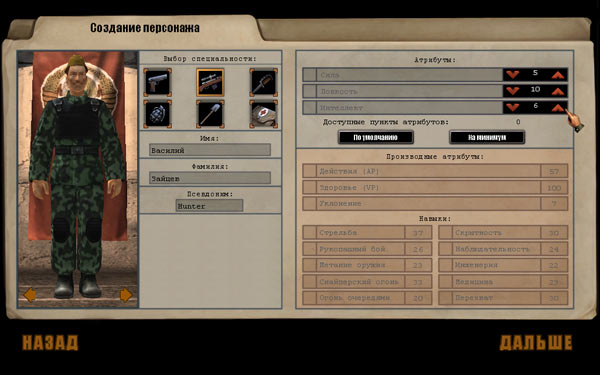 Создание персонажа
Выбор специальности:
Имя:
Василий
Фамилия:
Зайцев
Псевдоним:
Hunter
Атрибуты:
Сила 5
Ловкость 10
Интеллект 6
Доступные пункты атрибутов: 0
По умолчанию На минимум
Производные атрибуты:
Действия (AP) 57
Здоровье (VP) 100
Уклонение 7
Навыки:
Стрельба 37 Скрытность 30
Рукопашный бой 26 Наблюдательность 24
Метание оружия 23 Инженерия 22
Снайперский огонь 32 Медицина 23
Огонь очередями 20 Перехват 30
НАЗАД ДАЛЬШЕ